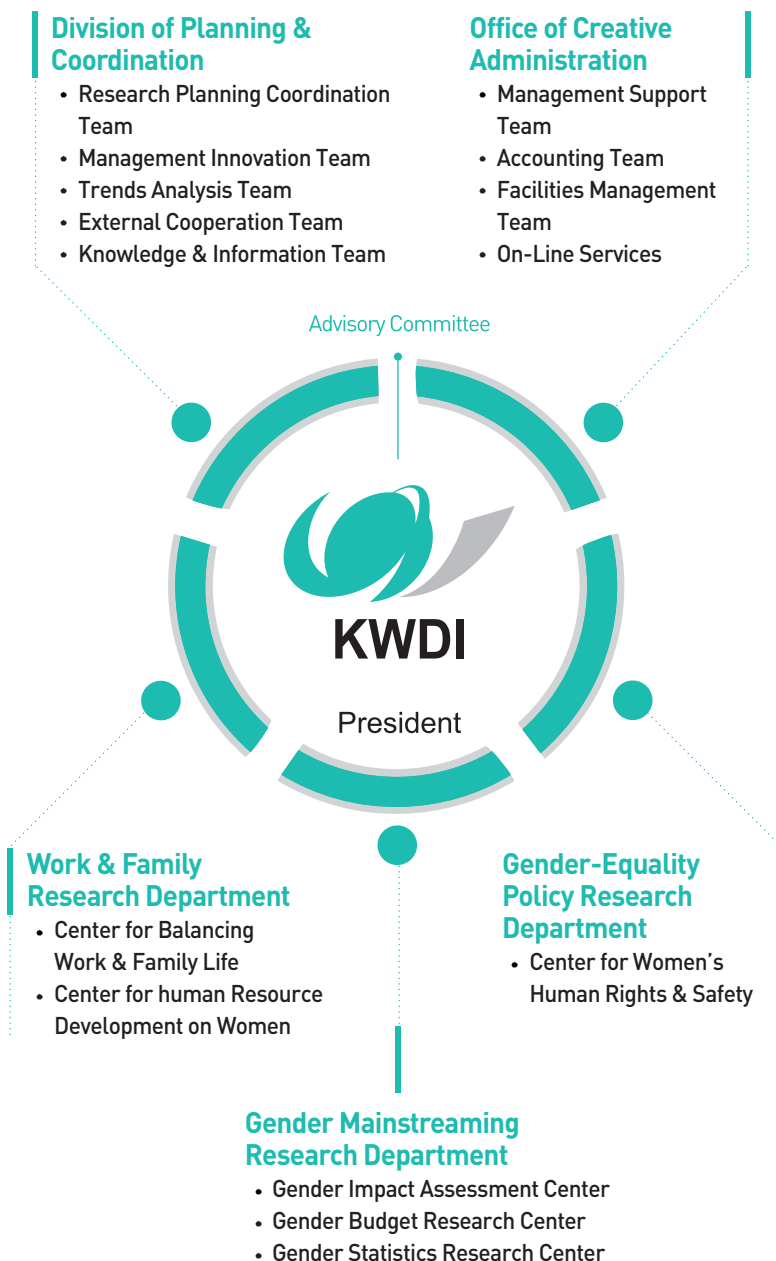 Division of Planning &
Coordination
• Research Planning Coordination
Team
• Management Innovation Team
• Trends Analysis Team
• External Cooperation Team
• Knowledge & Information Team
Office of Creative
Administration
• Management Support
Team
• Accounting Team
• Facilities Management
Team
• On-Line Services
Advisory Committee
KWDI
President
Work & Family
Research Department
• Center for Balancing
Work & Family Life
• Center for human Resource
Development on Women
Gender-Equality
Policy Research
Department
• Center for Women's
Human Rights & Safety
Gender Mainstreaming
Research Department
• Gender Impact Assessment Center
• Gender Budget Research Center
• Gender Statistics Research Center